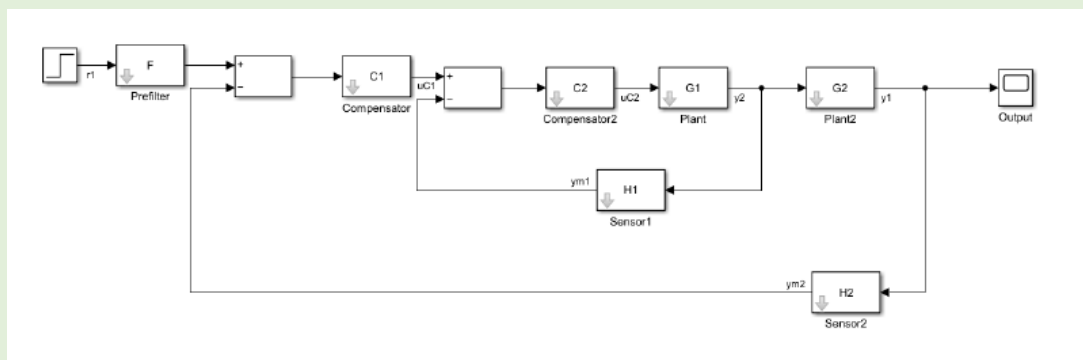 r1
F
Prefilter
+
−
C1
Compensator
uC1
+
−
C2
Compensator2
uC2
G1
Plant
y2
G2
Plant2
y1
Output
ym1
H1
Sensor1
ym2
H2
Sensor2